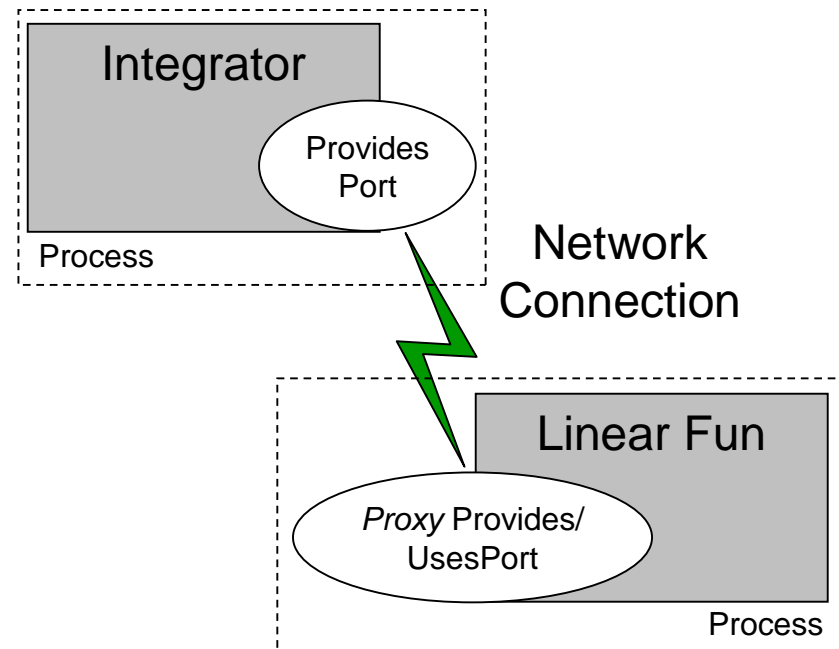 Integrator
Provides
Port
Process
Network
Connection
Linear Fun
Proxy Provides/
UsesPort
Process